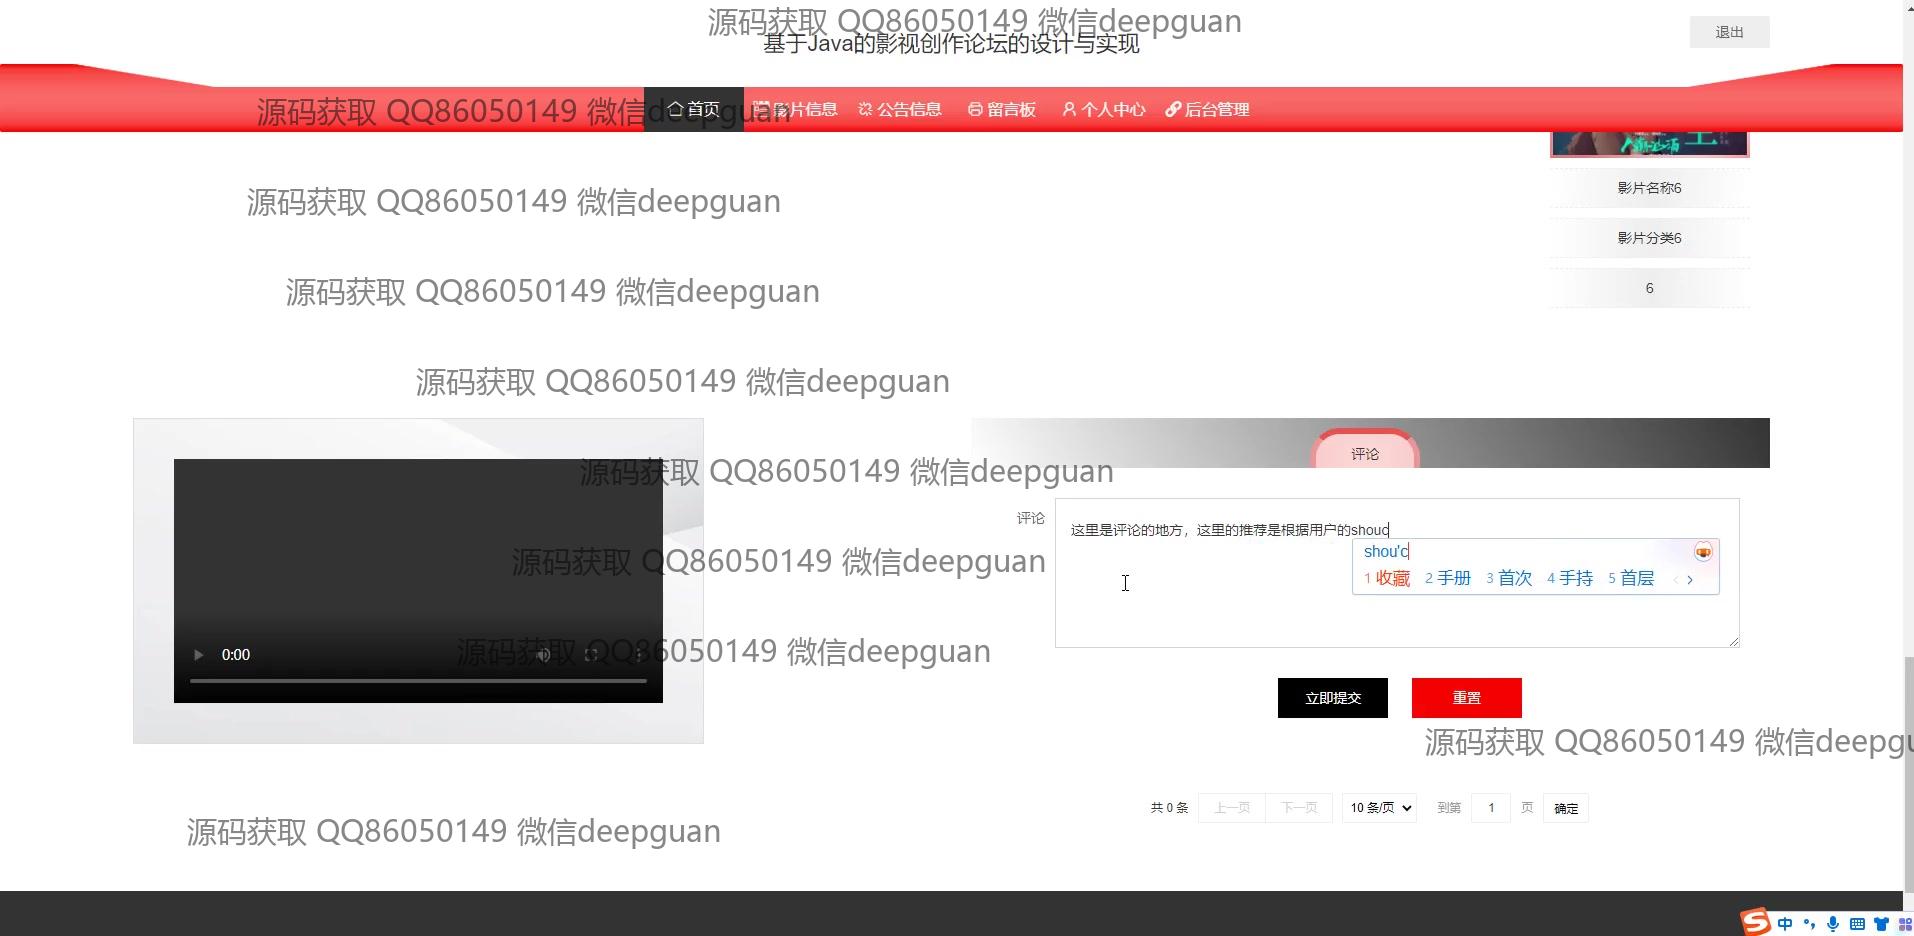 源码获取 QQ86050149 微信deepguan
基于Java的影视创作论坛的设计与实现
退出
源码获取 QQ86050149 微信deepguan
首页 影片信息 公告信息 留言板 个人中心 后台管理
影片名称6
源码获取 QQ86050149 微信deepguan
影片分类6
6
源码获取 QQ86050149 微信deepguan
源码获取 QQ86050149 微信deepguan
评论
源码获取 QQ86050149 微信deepguan
评论
这里是评论的地方，这里的推荐是根据用户的shouc
shou'c
1 收藏 2 手册 3 首次 4 手持 5 首层
源码获取 QQ86050149 微信deepguan
0:00
源码获取 QQ86050149 微信deepguan
立即提交 重置
源码获取 QQ86050149 微信deepgu
共 0 条 上一页 下一页 10 条/页 到第 1 页 确定
源码获取 QQ86050149 微信deepguan
中